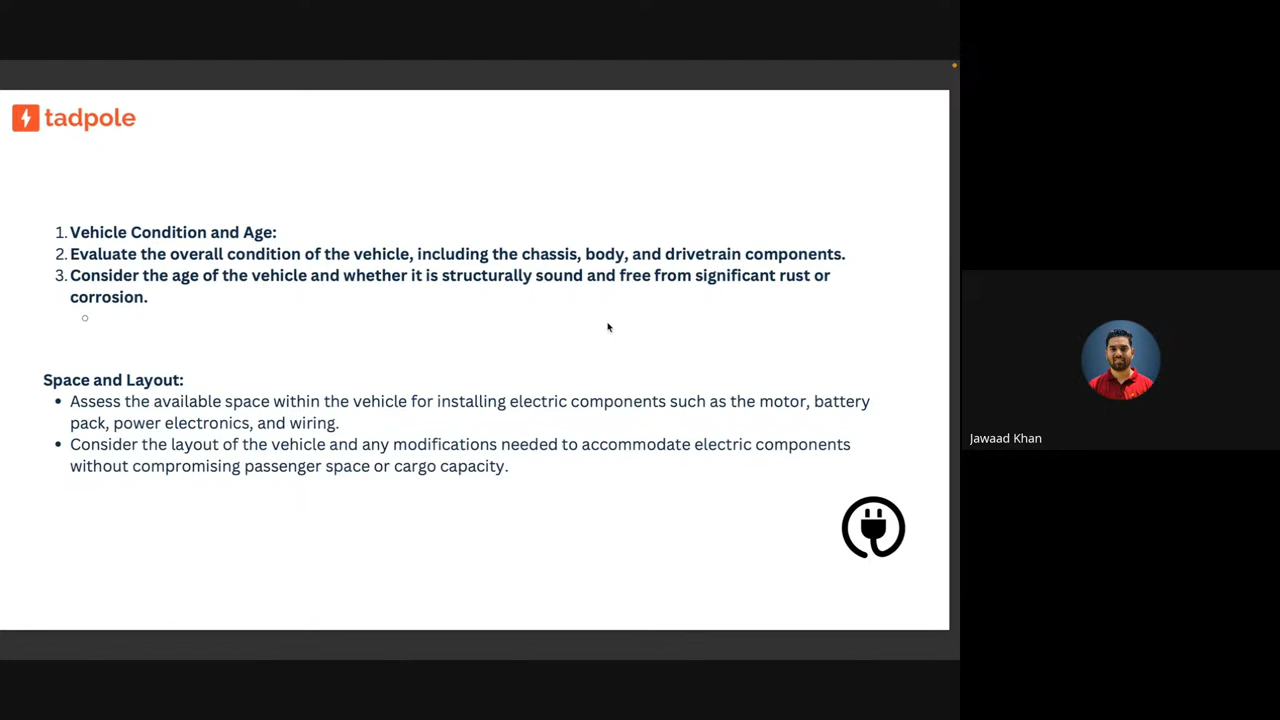 tadpole
1. Vehicle Condition and Age:
2. Evaluate the overall condition of the vehicle, including the chassis, body, and drivetrain components.
3. Consider the age of the vehicle and whether it is structurally sound and free from significant rust or
corrosion.
Space and Layout:
• Assess the available space within the vehicle for installing electric components such as the motor, battery
pack, power electronics, and wiring.
• Consider the layout of the vehicle and any modifications needed to accommodate electric components
without compromising passenger space or cargo capacity.
Jawaad Khan